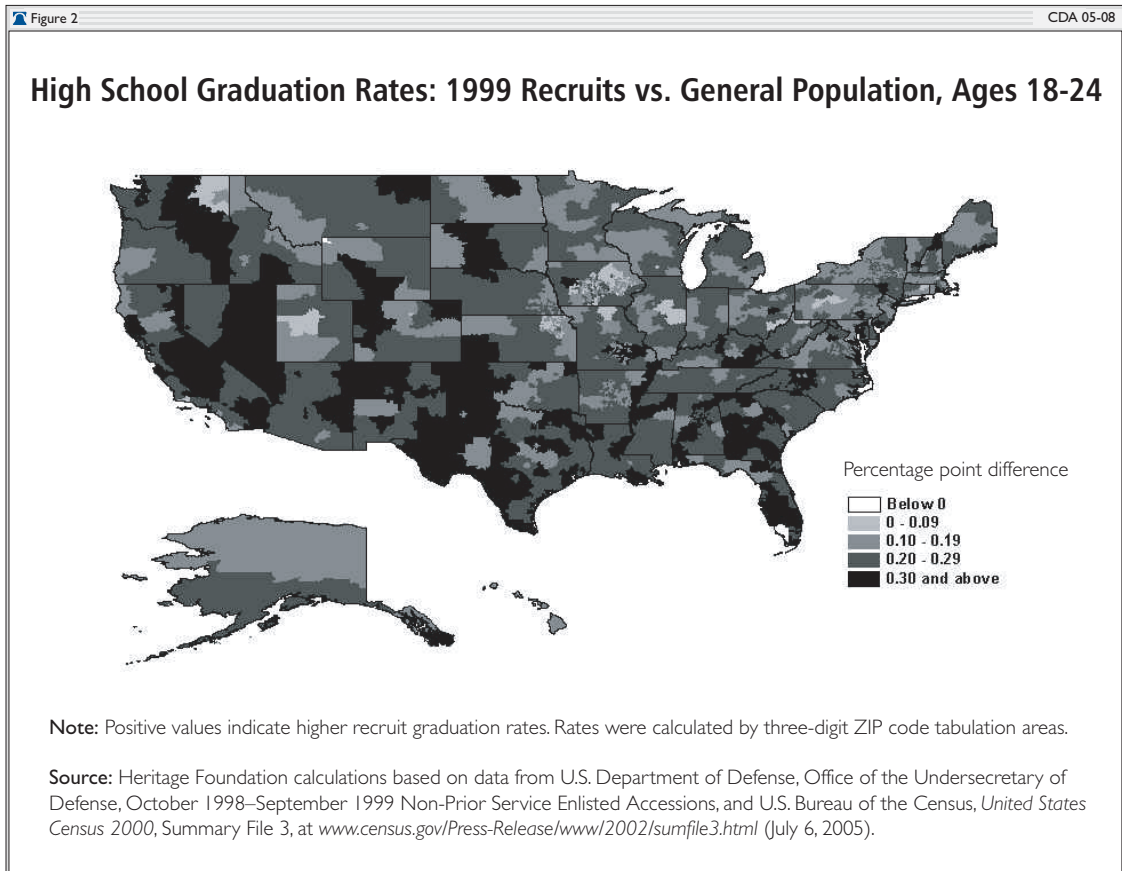 Figure 2
CDA 05-08
High School Graduation Rates: 1999 Recruits vs. General Population, Ages 18-24
Percentage point difference
Below 0
0 - 0.09
0.10 - 0.19
0.20 - 0.29
0.30 and above
Note: Positive values indicate higher recruit graduation rates. Rates were calculated by three-digit ZIP code tabulation areas.
Source: Heritage Foundation calculations based on data from U.S. Department of Defense, Office of the Undersecretary of
Defense, October 1998–September 1999 Non-Prior Service Enlisted Accessions, and U.S. Bureau of the Census, United States
Census 2000, Summary File 3, at www.census.gov/Press-Release/www/2002/sumfile3.html (July 6, 2005).